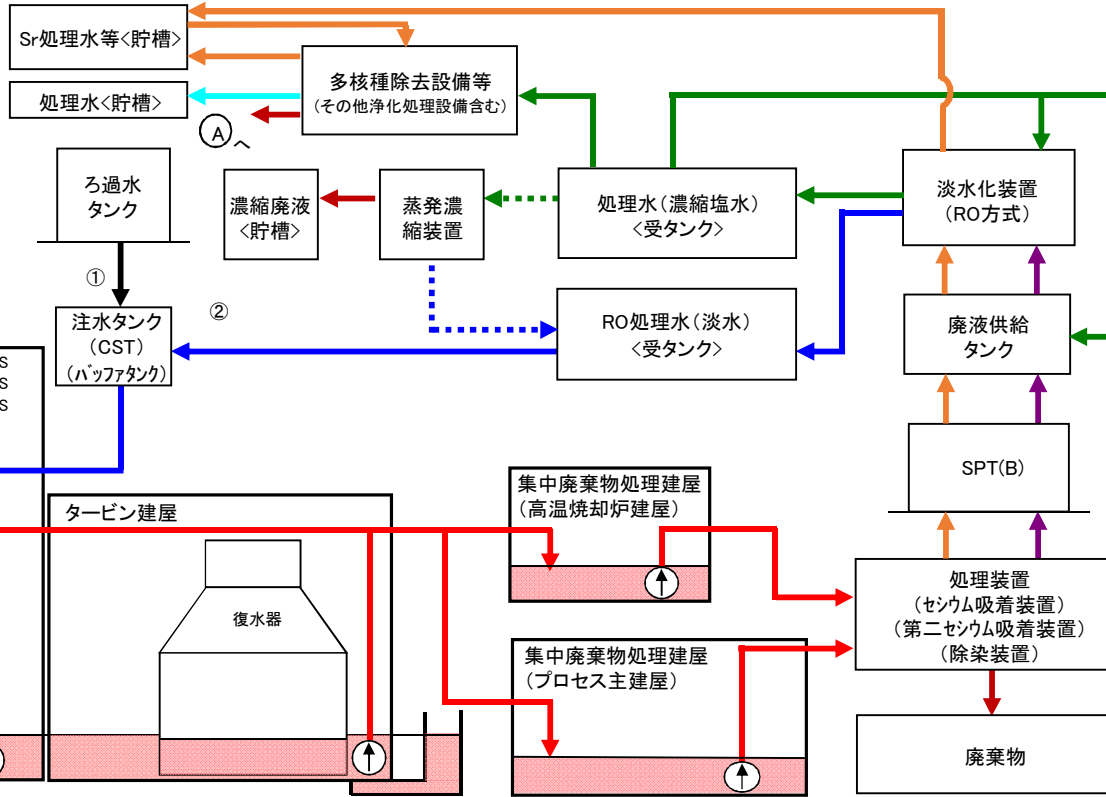 Sr処理水等<貯槽>
処理水<貯槽>
多核種除去設備等
(その他浄化処理設備含む)
Aへ
ろ過水
タンク
濃縮廃液
<貯槽>
蒸発濃
縮装置
処理水(濃縮塩水)
<受タンク>
淡水化装置
(RO方式)
①
②
注水タンク
(CST)
(バッファタンク)
RO処理水(淡水)
<受タンク>
廃液供給
タンク
S
S
S
SPT(B)
タービン建屋
復水器
集中廃棄物処理建屋
(高温焼却炉建屋)
処理装置
(セシウム吸着装置)
(第二セシウム吸着装置)
(除染装置)
集中廃棄物処理建屋
(プロセス主建屋)
廃棄物